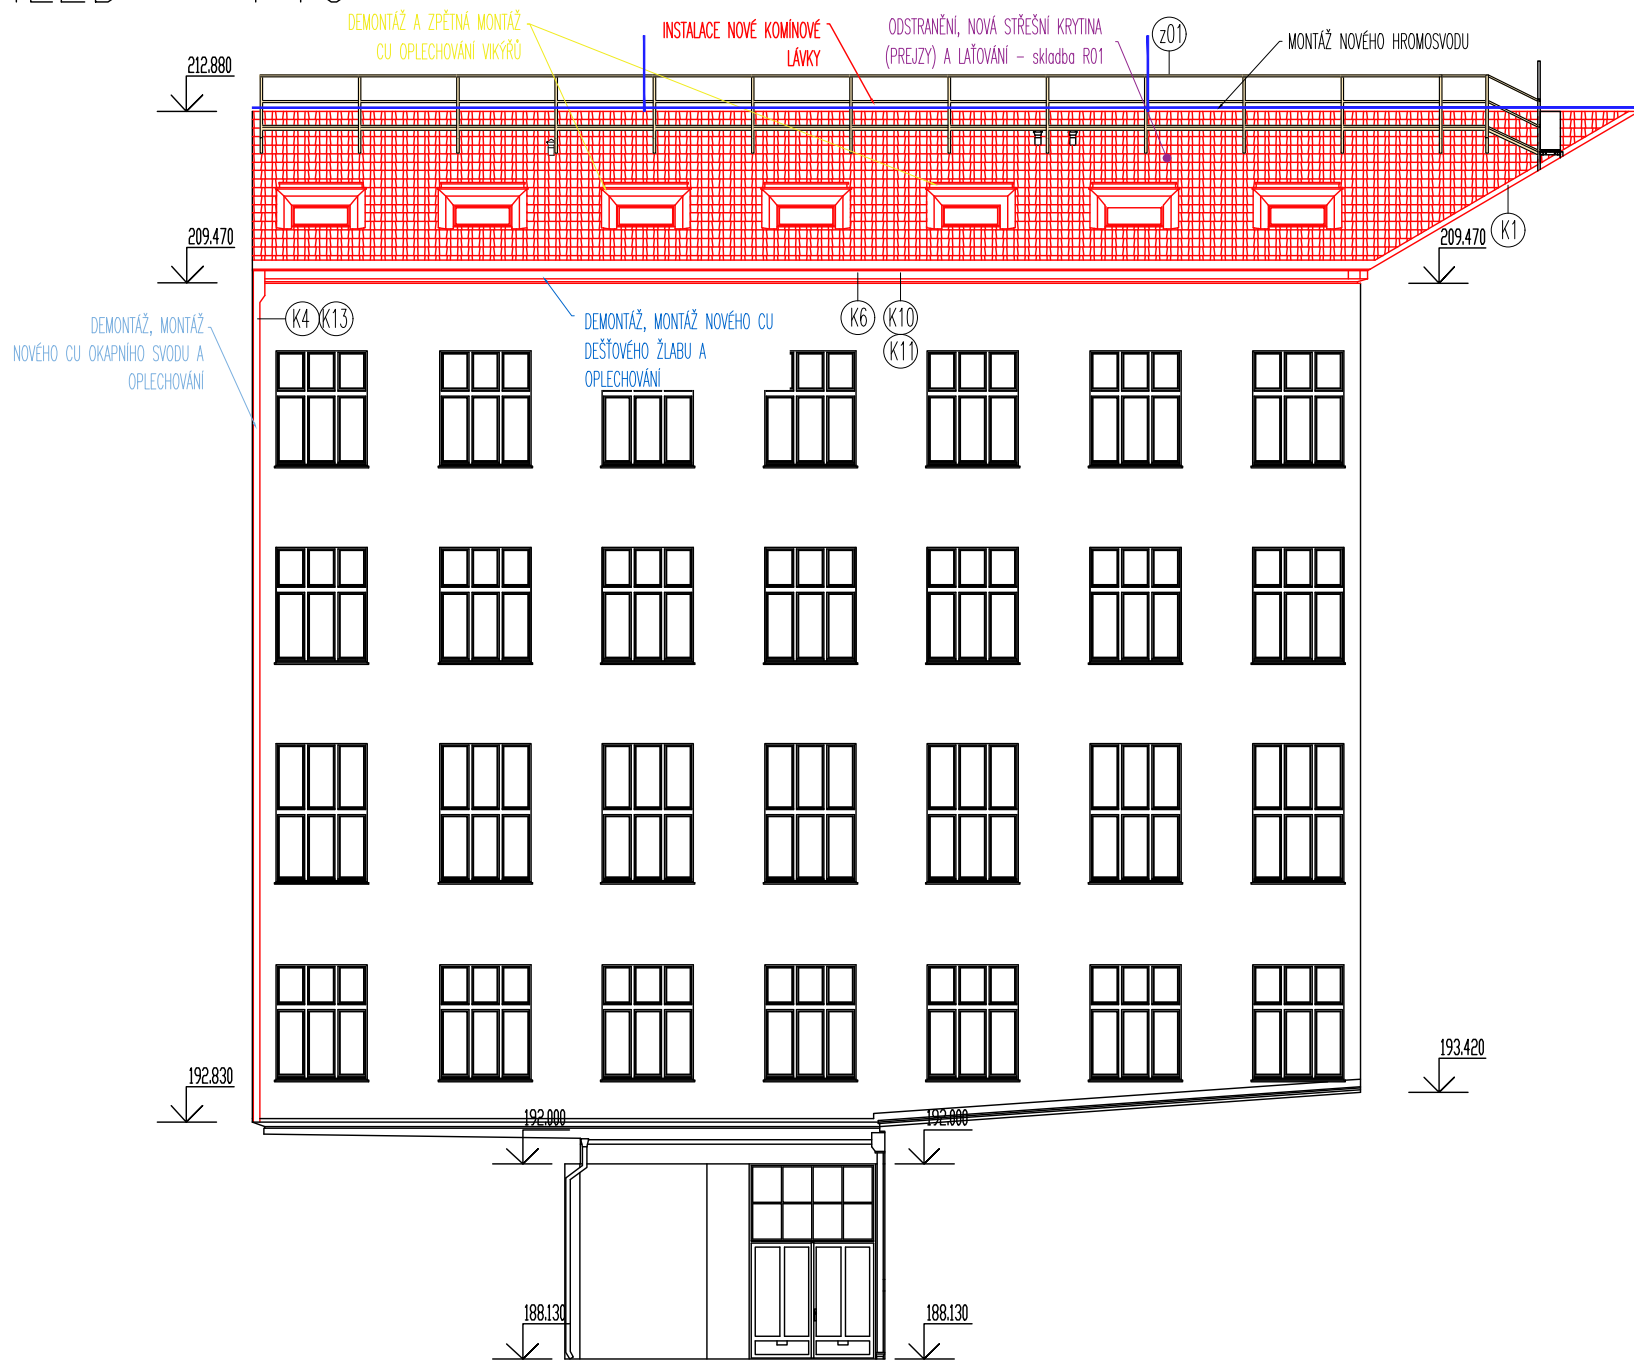 DEMONTÁŽ A ZPĚTNÁ MONTÁŽ
CU OPLECHOVÁNÍ VIKÝŘŮ
INSTALACE NOVÉ KOMÍNOVÉ
LÁVKY
ODSTRANĚNÍ, NOVÁ STŘEŠNÍ KRYTINA
(PREJZY) A LAŤOVÁNÍ – skladba R01
z01
MONTÁŽ NOVÉHO HROMOSVODU
212.880
209.470
209.470
K1
K4
K13
K6
K10
K11
DEMONTÁŽ, MONTÁŽ
NOVÉHO CU OKAPNÍHO SVODU A
OPLECHOVÁNÍ
DEMONTÁŽ, MONTÁŽ NOVÉHO CU
DEŠŤOVÉHO ŽLABU A
OPLECHOVÁNÍ
193.420
192.830
192.000
192.000
188.130
188.130